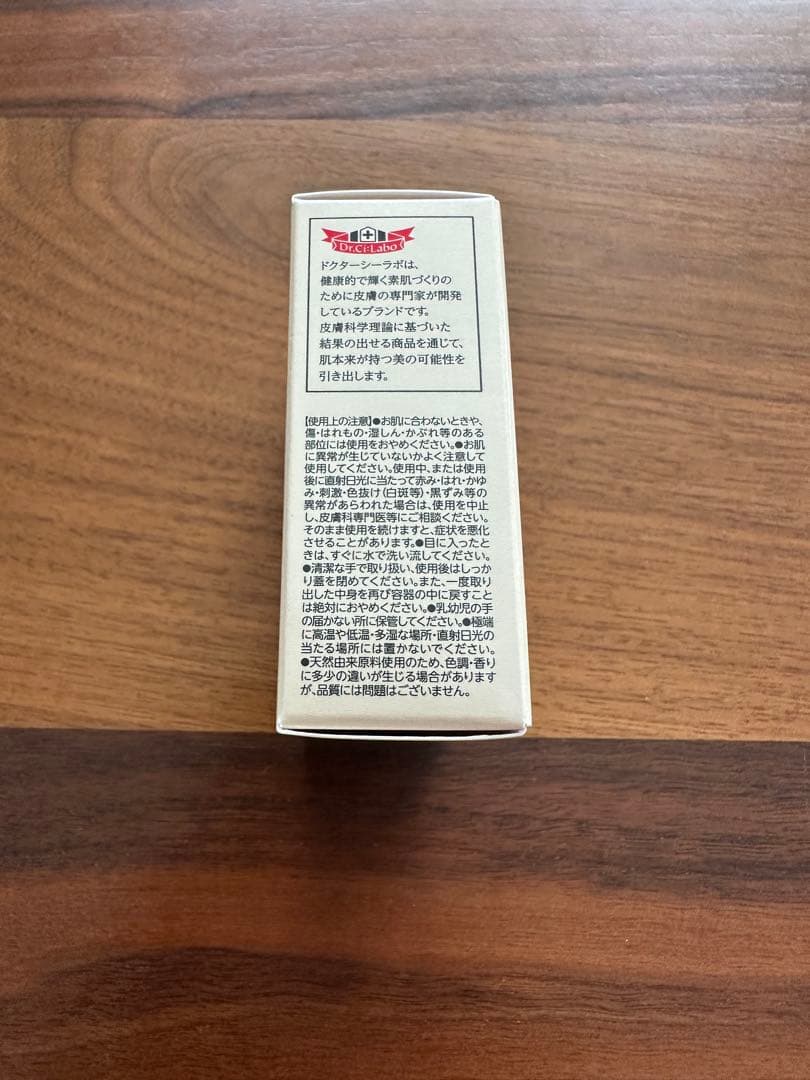 Dr.Ci:Labo
ドクターシーラボは、
健康的で輝く素肌づくりの
ために皮膚の専門家が開発
しているブランドです。
皮膚科学理論に基づいた
結果の出せる商品を通じて、
肌本来が持つ美の可能性を
引き出します。
【使用上の注意】●お肌に合わないときや、
傷・はれもの・湿しん・かぶれ等のある
部位には使用をおやめください。●お肌
に異常が生じていないかよく注意して
使用してください。使用中、または使用
後に直射日光に当たって赤み・はれ・かゆ
み・刺激・色抜け(白斑等)・黒ずみ等の
異常があらわれた場合は、使用を中止
し、皮膚科専門医等にご相談ください。
そのまま使用を続けますと、症状を悪化
させることがあります。●目に入ったと
きは、すぐに水で洗い流してください。
●清潔な手で取り扱い、使用後はしっか
り蓋を閉めてください。また、一度取り
出した中身を再び容器の中に戻すこと
は絶対におやめください。●乳幼児の手
の届かない所に保管してください。●極端
に高温や低温・多湿な場所・直射日光の
当たる場所には置かないでください。
●天然由来原料使用のため、色調・香り
に多少の違いが生じる場合があります
が、品質には問題はございません。